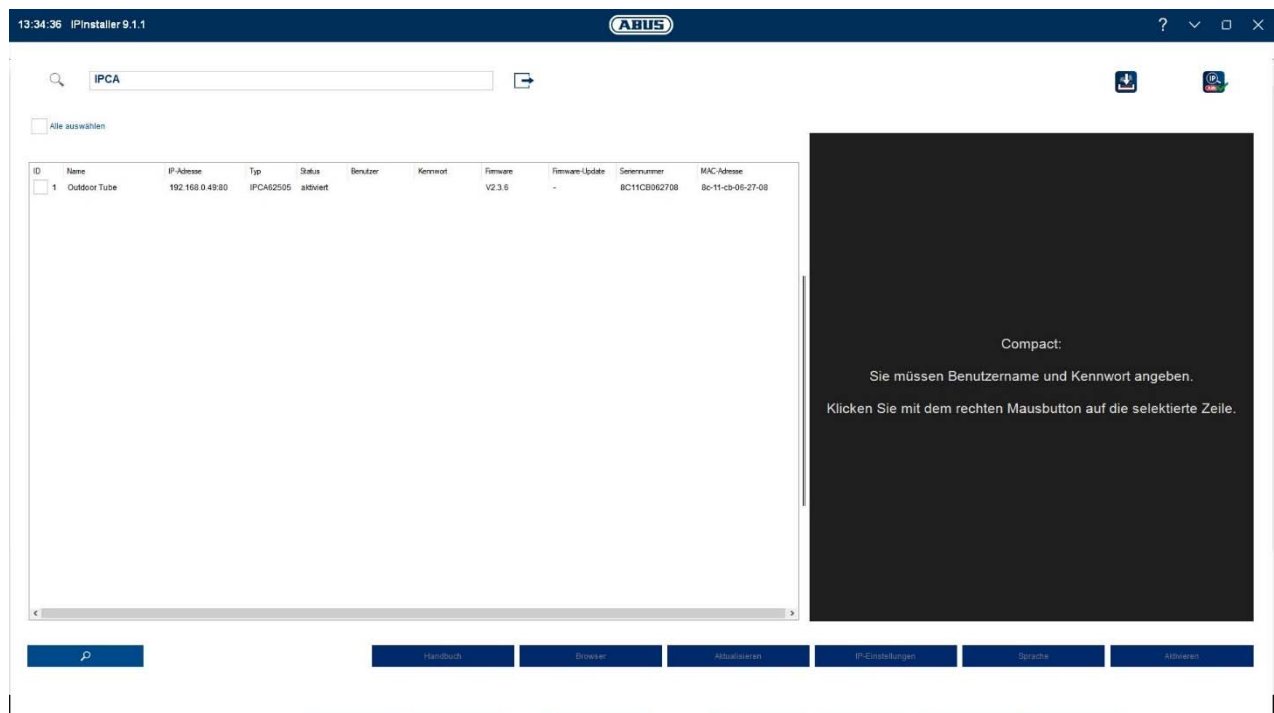 13:34:36 IPInstaller 9.1.1
ABUS
?
IPCA
Alle auswählen
ID Name IP-Adresse Typ Status Benutzer Kennwort Firmware Firmware-Update Seriennummer MAC-Adresse
1 Outdoor Tube 192.168.0.49:80 IPCA62505 aktiviert V2.3.6 - 8C11CB062708 8c-11-cb-06-27-08
Compact:
Sie müssen Benutzername und Kennwort angeben.
Klicken Sie mit dem rechten Mausbutton auf die selektierte Zeile.
Handbuch Browser Aktualisieren IP-Einstellungen Sprache Aktivieren